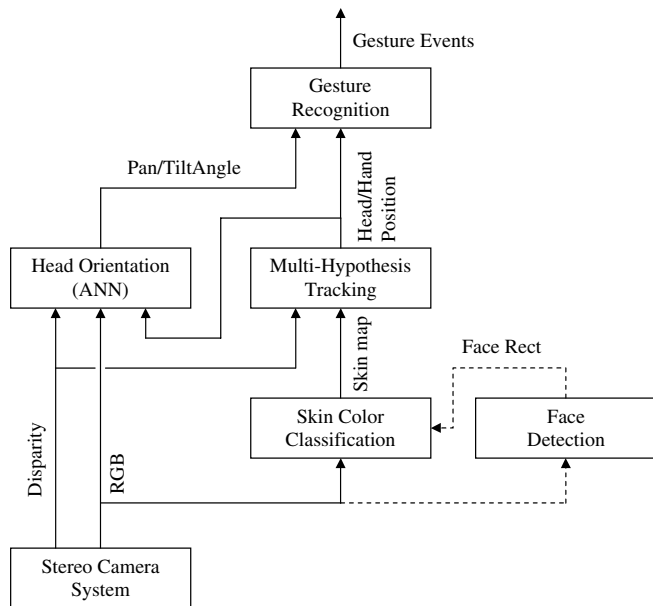 Gesture Events
Gesture
Recognition
Pan/TiltAngle
Head/Hand
Position
Head Orientation
(ANN)
Multi-Hypothesis
Tracking
Skin map
Face Rect
Skin Color
Classification
Face
Detection
Disparity
RGB
Stereo Camera
System